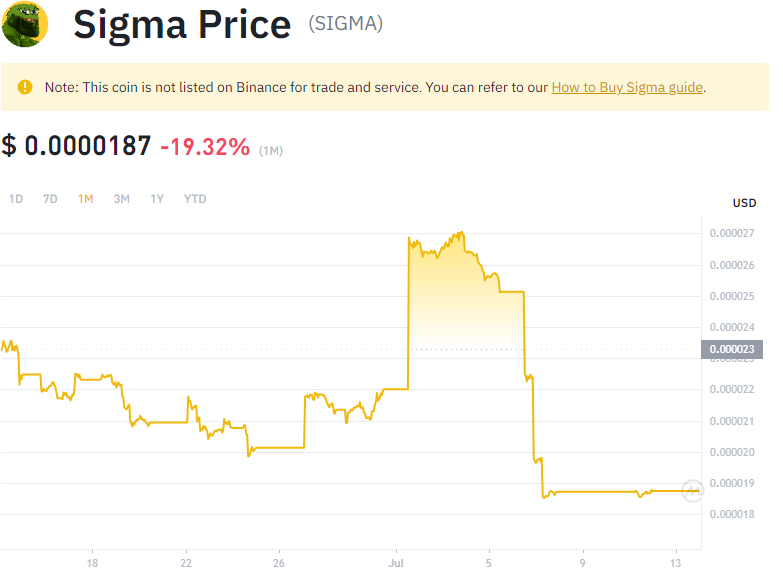 Sigma Price (SIGMA)
Note: This coin is not listed on Binance for trade and service. You can refer to our How to Buy Sigma guide.
$ 0.0000187 -19.32% (1M)
1D 7D 1M 3M 1Y YTD
USD
0.000027
0.000026
0.000025
0.000024
0.000023
0.000023
0.000022
0.000021
0.000020
0.000019
0.000018
18 22 26 Jul 5 9 13